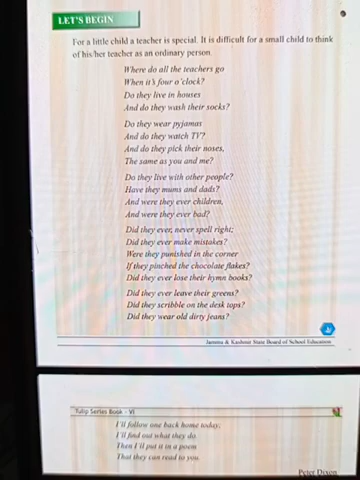 LET'S BEGIN
For a little child a teacher is special. It is difficult for a small child to think
of his/her teacher as an ordinary person.
Where do all the teachers go
When it's four o'clock?
Do they live in houses
And do they wash their socks?
Do they wear pyjamas
And do they watch TV?
And do they pick their noses,
The same as you and me?
Do they live with other people?
Have they mums and dads?
And were they ever children,
And were they ever bad?
Did they ever, never spell right;
Did they ever make mistakes?
Were they punished in the corner
If they pinched the chocolate flakes?
Did they ever lose their hymn books?
Did they ever leave their greens?
Did they scribble on the desk tops?
Did they wear old dirty jeans?
Jammu & Kashmir State Board of School Education
Tulip Series Book - VI
I'll follow one back home today;
I'll find out what they do
Then I'll put it in a poem
That they can read to you.
Peter Dixon